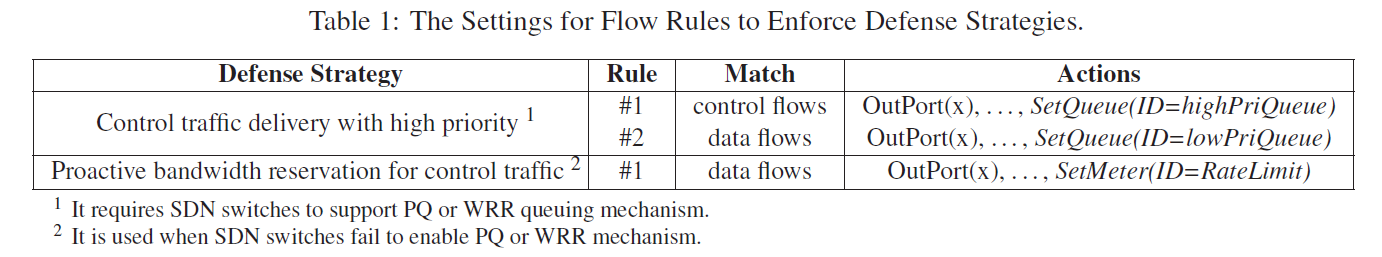 Table 1: The Settings for Flow Rules to Enforce Defense Strategies.
Defense Strategy Rule Match Actions
Control traffic delivery with high priority 1
#1 control flows OutPort(x), ..., SetQueue(ID=highPriQueue)
#2 data flows OutPort(x), ..., SetQueue(ID=lowPriQueue)
Proactive bandwidth reservation for control traffic 2 #1 data flows OutPort(x), ..., SetMeter(ID=RateLimit)
1 It requires SDN switches to support PQ or WRR queuing mechanism.
2 It is used when SDN switches fail to enable PQ or WRR mechanism.